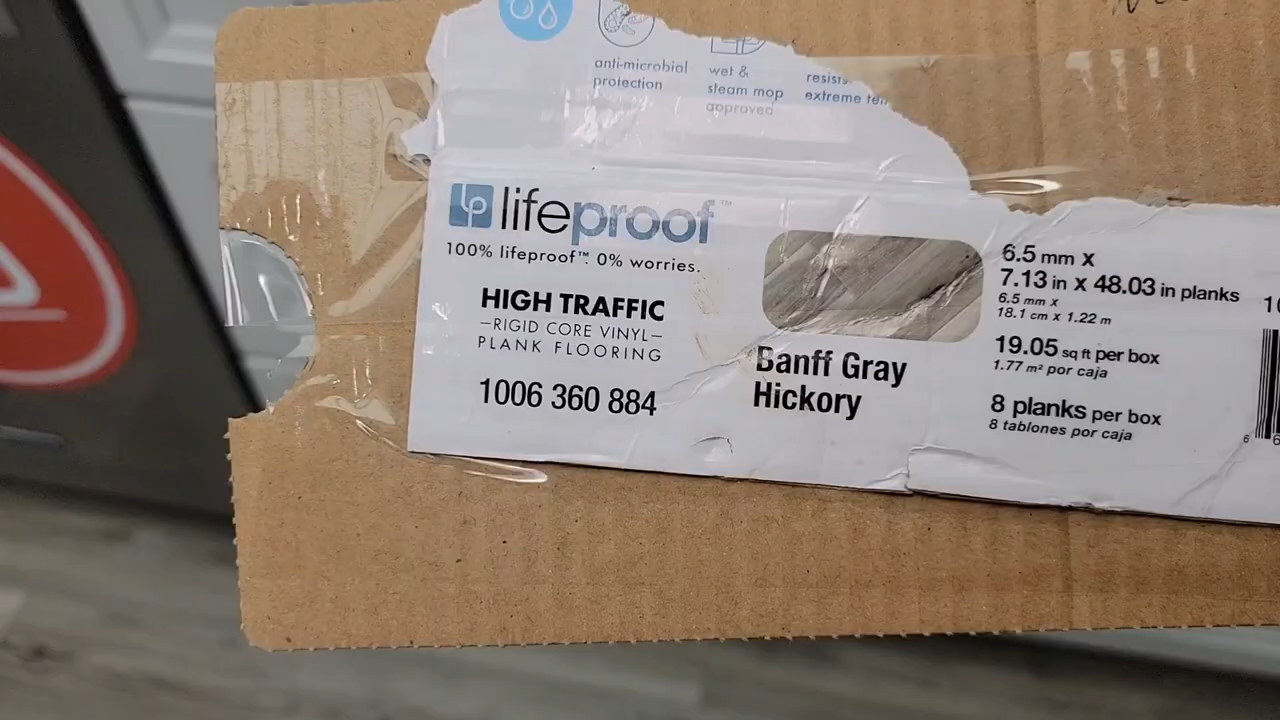 anti-microbial
protection
wet &
steam mop
approved
resists
extreme
lp lifeproof™
100% lifeproof™. 0% worries.
HIGH TRAFFIC
–RIGID CORE VINYL–
PLANK FLOORING
1006 360 884
Banff Gray
Hickory
6.5 mm x
7.13 in x 48.03 in planks
6.5 mm x
18.1 cm x 1.22 m
19.05 sq ft per box
1.77 m² por caja
8 planks per box
8 tablones por caja